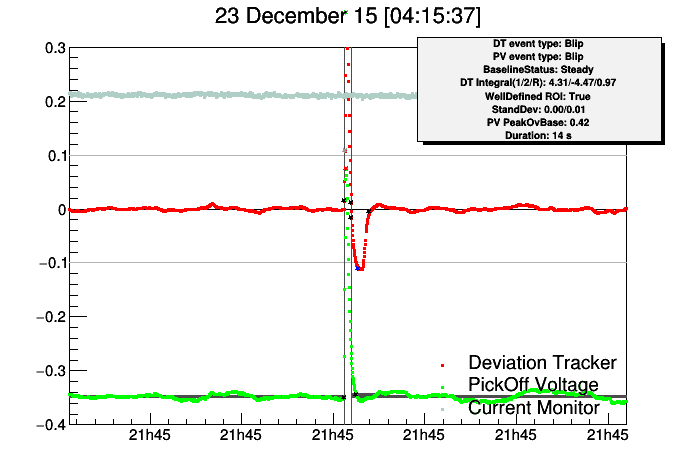 23 December 15 [04:15:37]
DT event type: Blip
PV event type: Blip
BaselineStatus: Steady
DT Integral(1/2/R): 4.31/-4.47/0.97
WellDefined ROI: True
StandDev: 0.00/0.01
PV PeakOvBase: 0.42
Duration: 14 s
0.3
0.2
0.1
0
−0.1
−0.2
−0.3
−0.4
Deviation Tracker
PickOff Voltage
Current Monitor
21h45 21h45 21h45 21h45 21h45 21h45